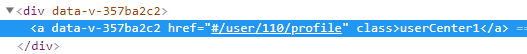 <div data-v-357ba2c2>
<a data-v-357ba2c2 href="#/user/110/profile" class>userCenter1</a> ==
</div>